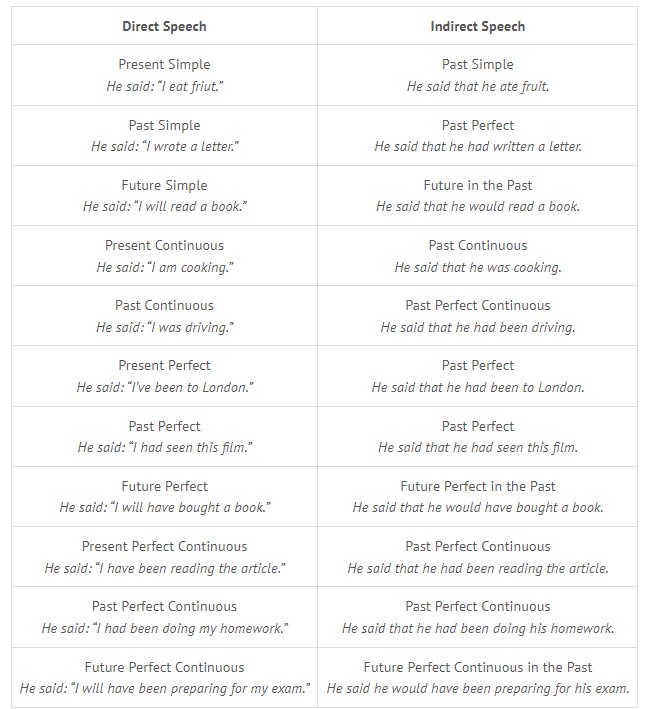 Direct Speech
Indirect Speech
Present Simple
He said: “I eat friut.”
Past Simple
He said that he ate fruit.
Past Simple
He said: “I wrote a letter.”
Past Perfect
He said that he had written a letter.
Future Simple
He said: “I will read a book.”
Future in the Past
He said that he would read a book.
Present Continuous
He said: “I am cooking.”
Past Continuous
He said that he was cooking.
Past Continuous
He said: “I was driving.”
Past Perfect Continuous
He said that he had been driving.
Present Perfect
He said: “I’ve been to London.”
Past Perfect
He said that he had been to London.
Past Perfect
He said: “I had seen this film.”
Past Perfect
He said that he had seen this film.
Future Perfect
He said: “I will have bought a book.”
Future Perfect in the Past
He said that he would have bought a book.
Present Perfect Continuous
He said: “I have been reading the article.”
Past Perfect Continuous
He said that he had been reading the article.
Past Perfect Continuous
He said: “I had been doing my homework.”
Past Perfect Continuous
He said that he had been doing his homework.
Future Perfect Continuous
He said: “I will have been preparing for my exam.”
Future Perfect Continuous in the Past
He said he would have been preparing for his exam.